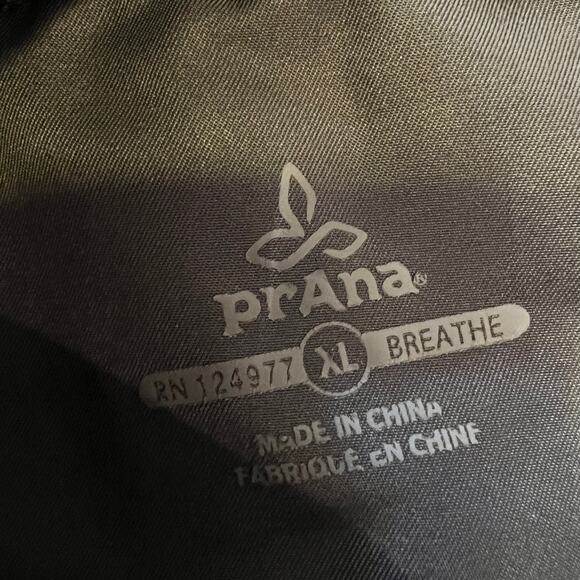 prAna®
RN 124977 XL BREATHE
MADE IN CHINA
FABRIQUÉ EN CHINE